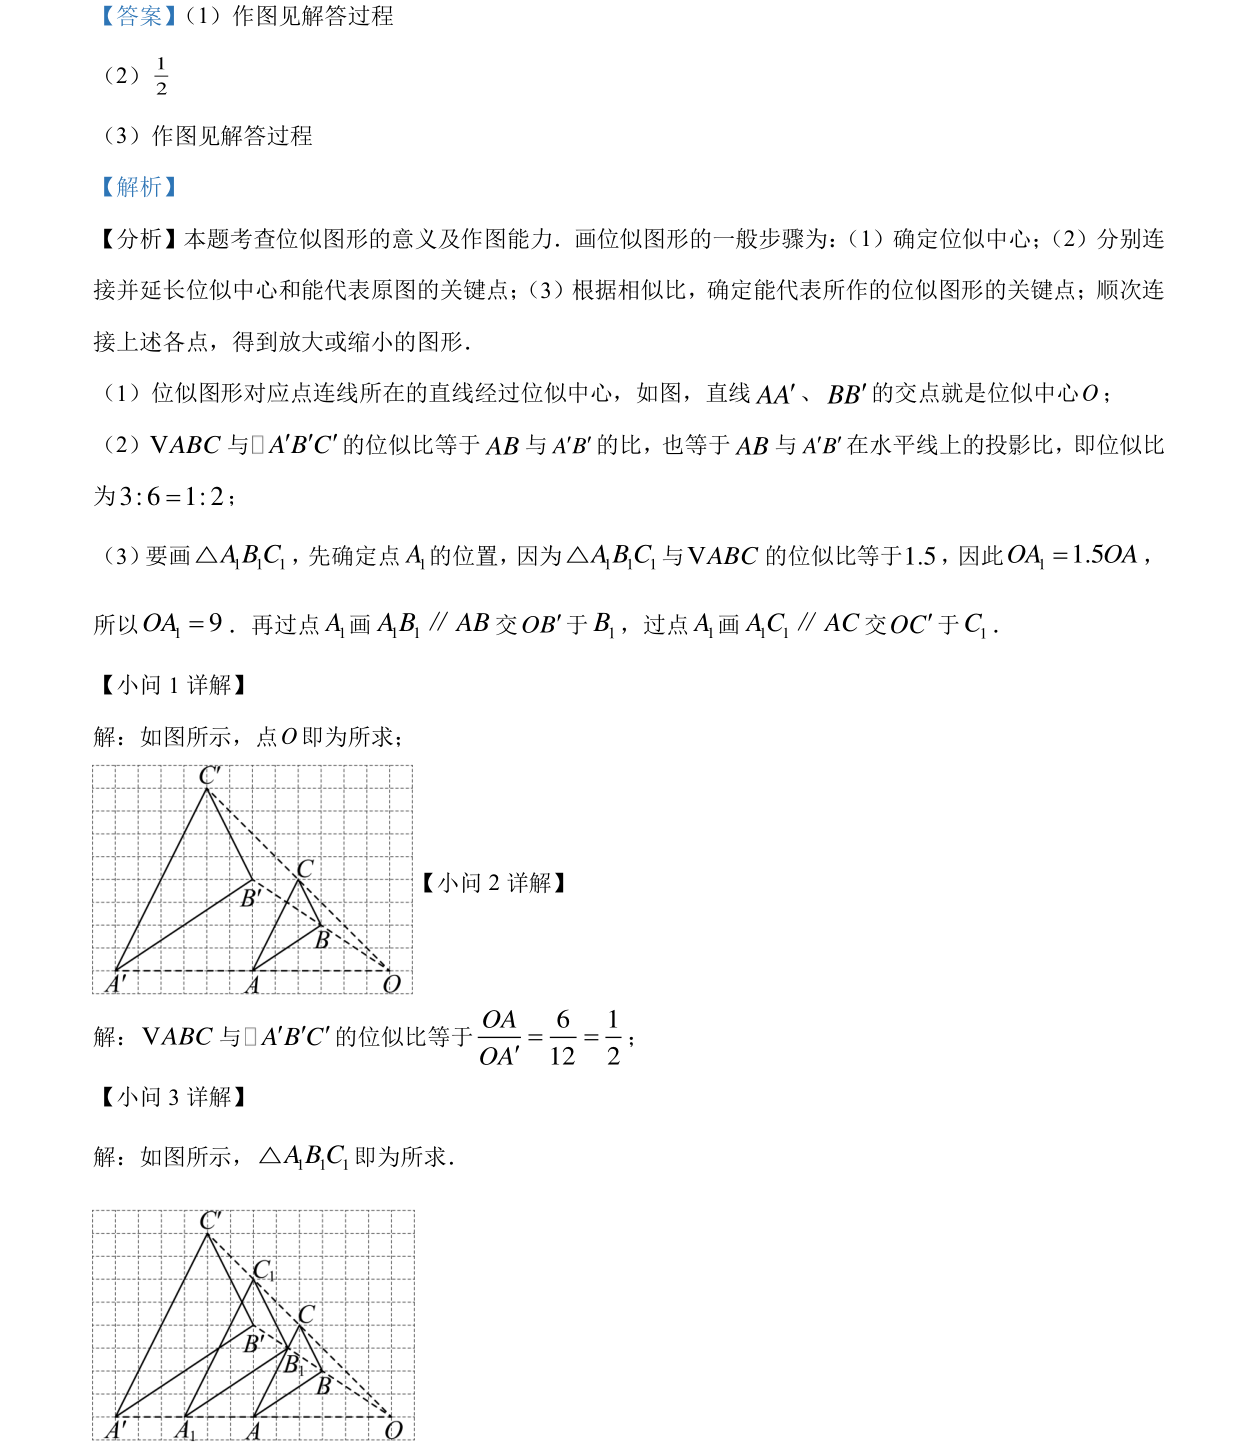 【答案】（1）作图见解答过程
（2）1/2
（3）作图见解答过程
【解析】
【分析】本题考查位似图形的意义及作图能力．画位似图形的一般步骤为：（1）确定位似中心；（2）分别连
接并延长位似中心和能代表原图的关键点；（3）根据相似比，确定能代表所作的位似图形的关键点；顺次连
接上述各点，得到放大或缩小的图形．
（1）位似图形对应点连线所在的直线经过位似中心，如图，直线 AA′、 BB′ 的交点就是位似中心 O；
（2）VABC 与□ A′B′C′ 的位似比等于 AB 与 A′B′ 的比，也等于 AB 与 A′B′ 在水平线上的投影比，即位似比
为 3:6=1:2；
（3）要画△A₁B₁C₁，先确定点 A₁ 的位置，因为△A₁B₁C₁ 与VABC 的位似比等于1.5，因此 OA₁ =1.5OA，
所以 OA₁ = 9．再过点 A₁ 画 A₁B₁ // AB 交 OB′ 于 B₁，过点 A₁ 画 A₁C₁ // AC 交 OC′ 于 C₁．
【小问 1 详解】
解：如图所示，点 O 即为所求；
C′
C
B′
B
A′ A O
【小问 2 详解】
解：VABC 与□ A′B′C′ 的位似比等于 OA/OA′ = 6/12 = 1/2；
【小问 3 详解】
解：如图所示，△A₁B₁C₁ 即为所求．
C′
C₁
C
B′
B₁
B
A′ A₁ A O